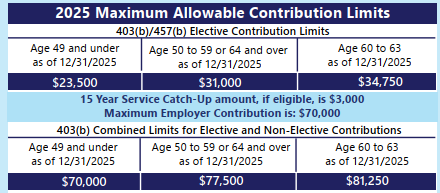 2025 Maximum Allowable Contribution Limits
403(b)/457(b) Elective Contribution Limits
Age 49 and under
as of 12/31/2025
Age 50 to 59 or 64 and over
as of 12/31/2025
Age 60 to 63
as of 12/31/2025
$23,500
$31,000
$34,750
15 Year Service Catch-Up amount, if eligible, is $3,000
Maximum Employer Contribution is: $70,000
403(b) Combined Limits for Elective and Non-Elective Contributions
Age 49 and under
as of 12/31/2025
Age 50 to 59 or 64 and over
as of 12/31/2025
Age 60 to 63
as of 12/31/2025
$70,000
$77,500
$81,250